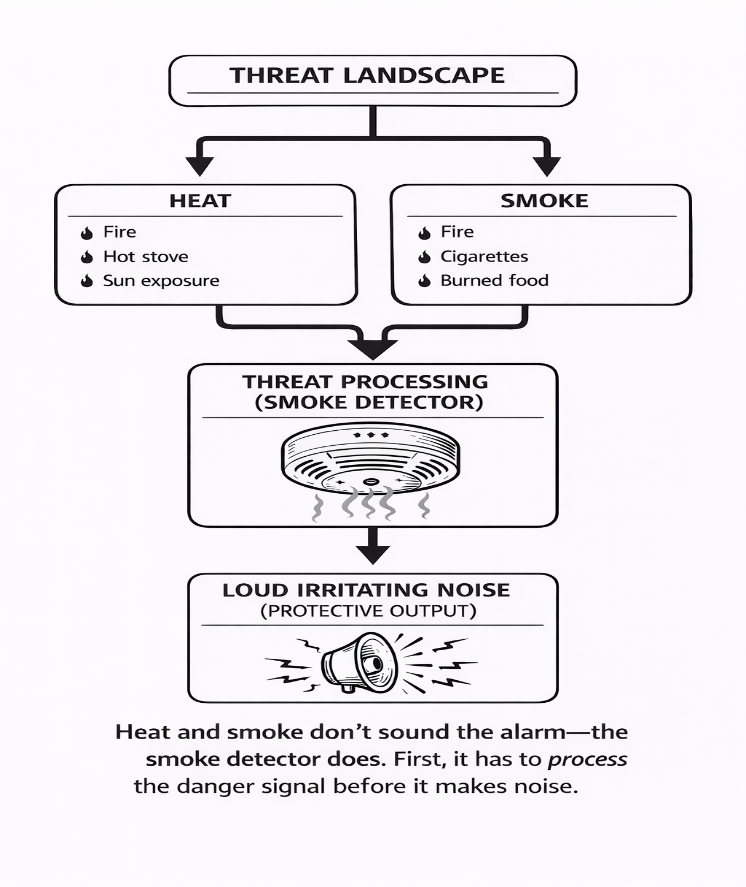 THREAT LANDSCAPE
HEAT
Fire
Hot stove
Sun exposure
SMOKE
Fire
Cigarettes
Burned food
THREAT PROCESSING
(SMOKE DETECTOR)
LOUD IRRITATING NOISE
(PROTECTIVE OUTPUT)
Heat and smoke don’t sound the alarm—the
smoke detector does. First, it has to process
the danger signal before it makes noise.